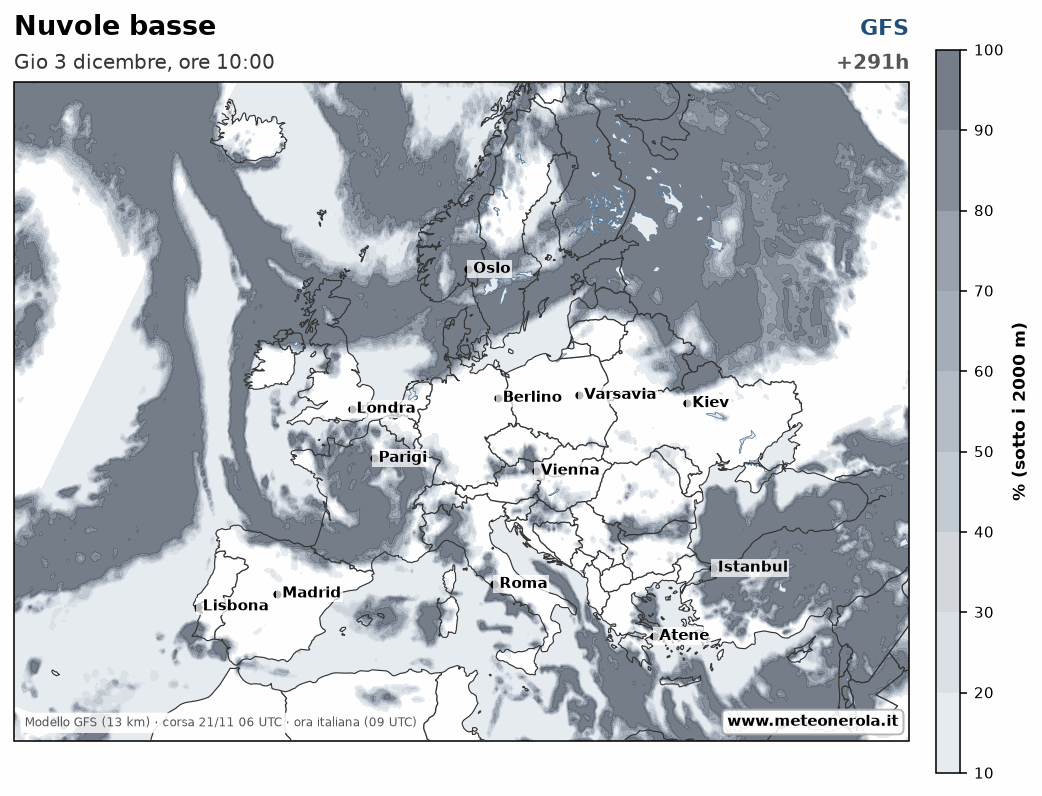 Nuvole basse
GFS
Gio 3 dicembre, ore 10:00
+291h
100
90
80
70
60
50
40
30
20
10
% (sotto i 2000 m)
Oslo
Berlino
Varsavia
Kiev
Londra
Parigi
Vienna
Istanbul
Roma
Madrid
Lisbona
Atene
Modello GFS (13 km) · corsa 21/11 06 UTC · ora italiana (09 UTC)
www.meteonerola.it